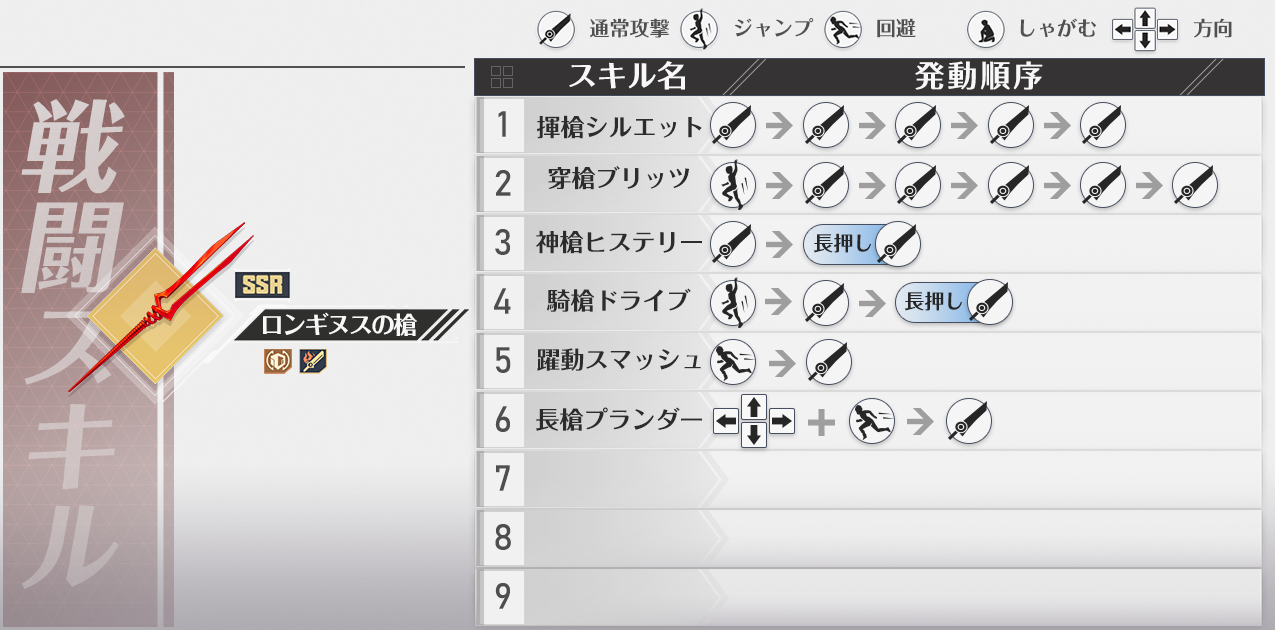 通常攻撃 ジャンプ 回避 しゃがむ 方向
戦闘スキル
SSR
ロンギヌスの槍
スキル名 発動順序
1 揮槍シルエット
2 穿槍ブリッツ
3 神槍ヒステリー 長押し
4 騎槍ドライブ 長押し
5 躍動スマッシュ
6 長槍プランダー
7
8
9